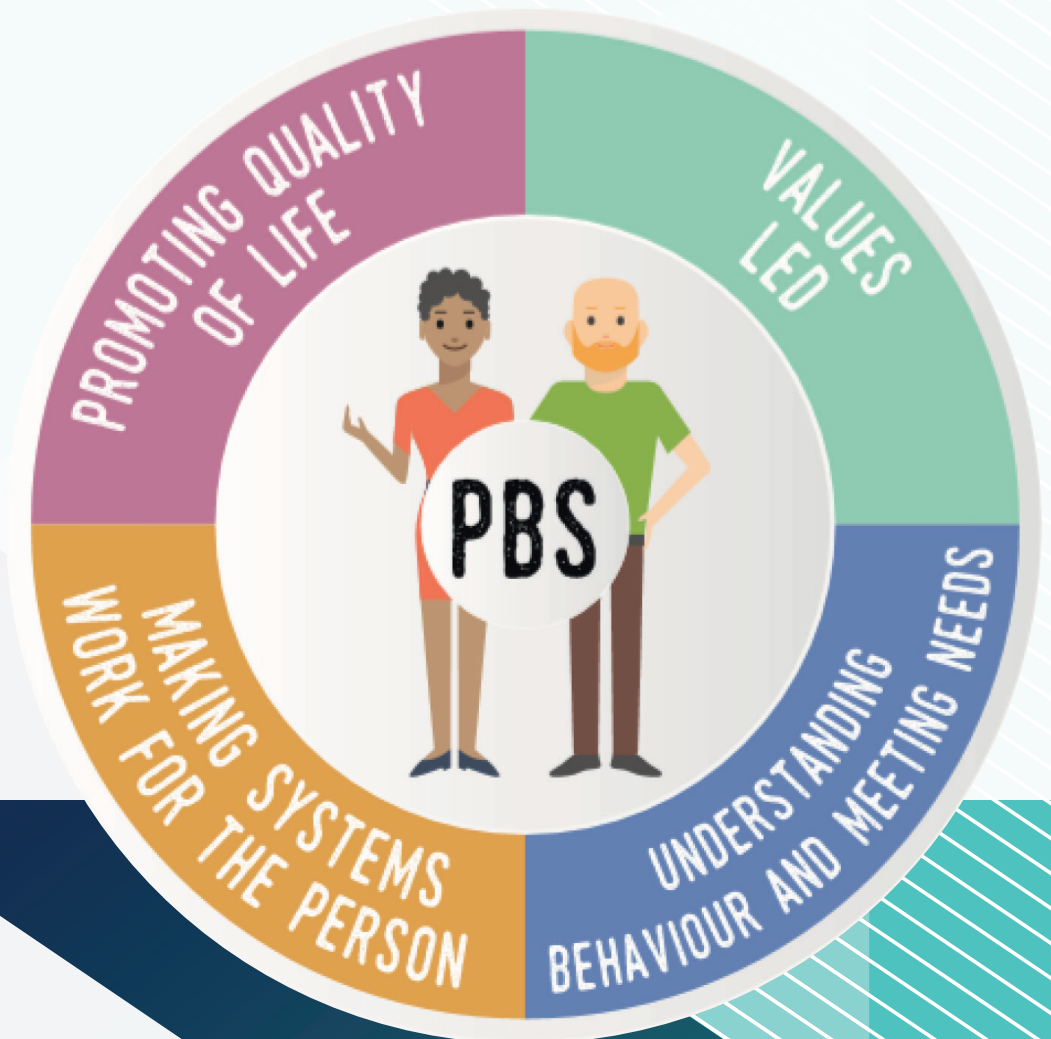 PROMOTING QUALITY
OF LIFE
VALUES
LED
PBS
MAKING SYSTEMS
WORK FOR THE PERSON
UNDERSTANDING
BEHAVIOUR AND MEETING NEEDS